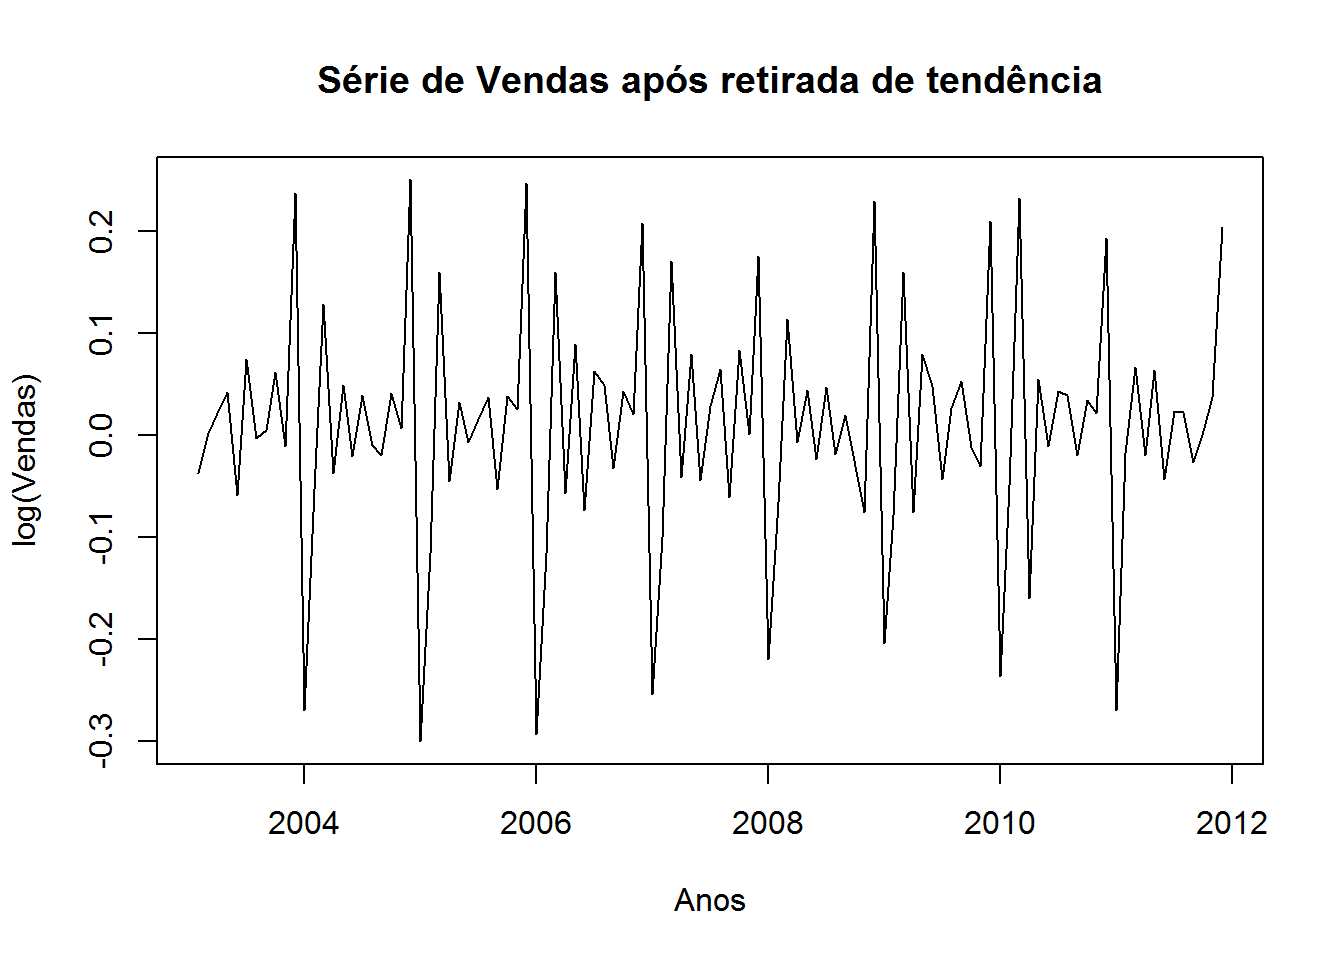 Série de Vendas após retirada de tendência
log(Vendas)
0.2
0.1
0.0
-0.1
-0.2
-0.3
2004 2006 2008 2010 2012
Anos